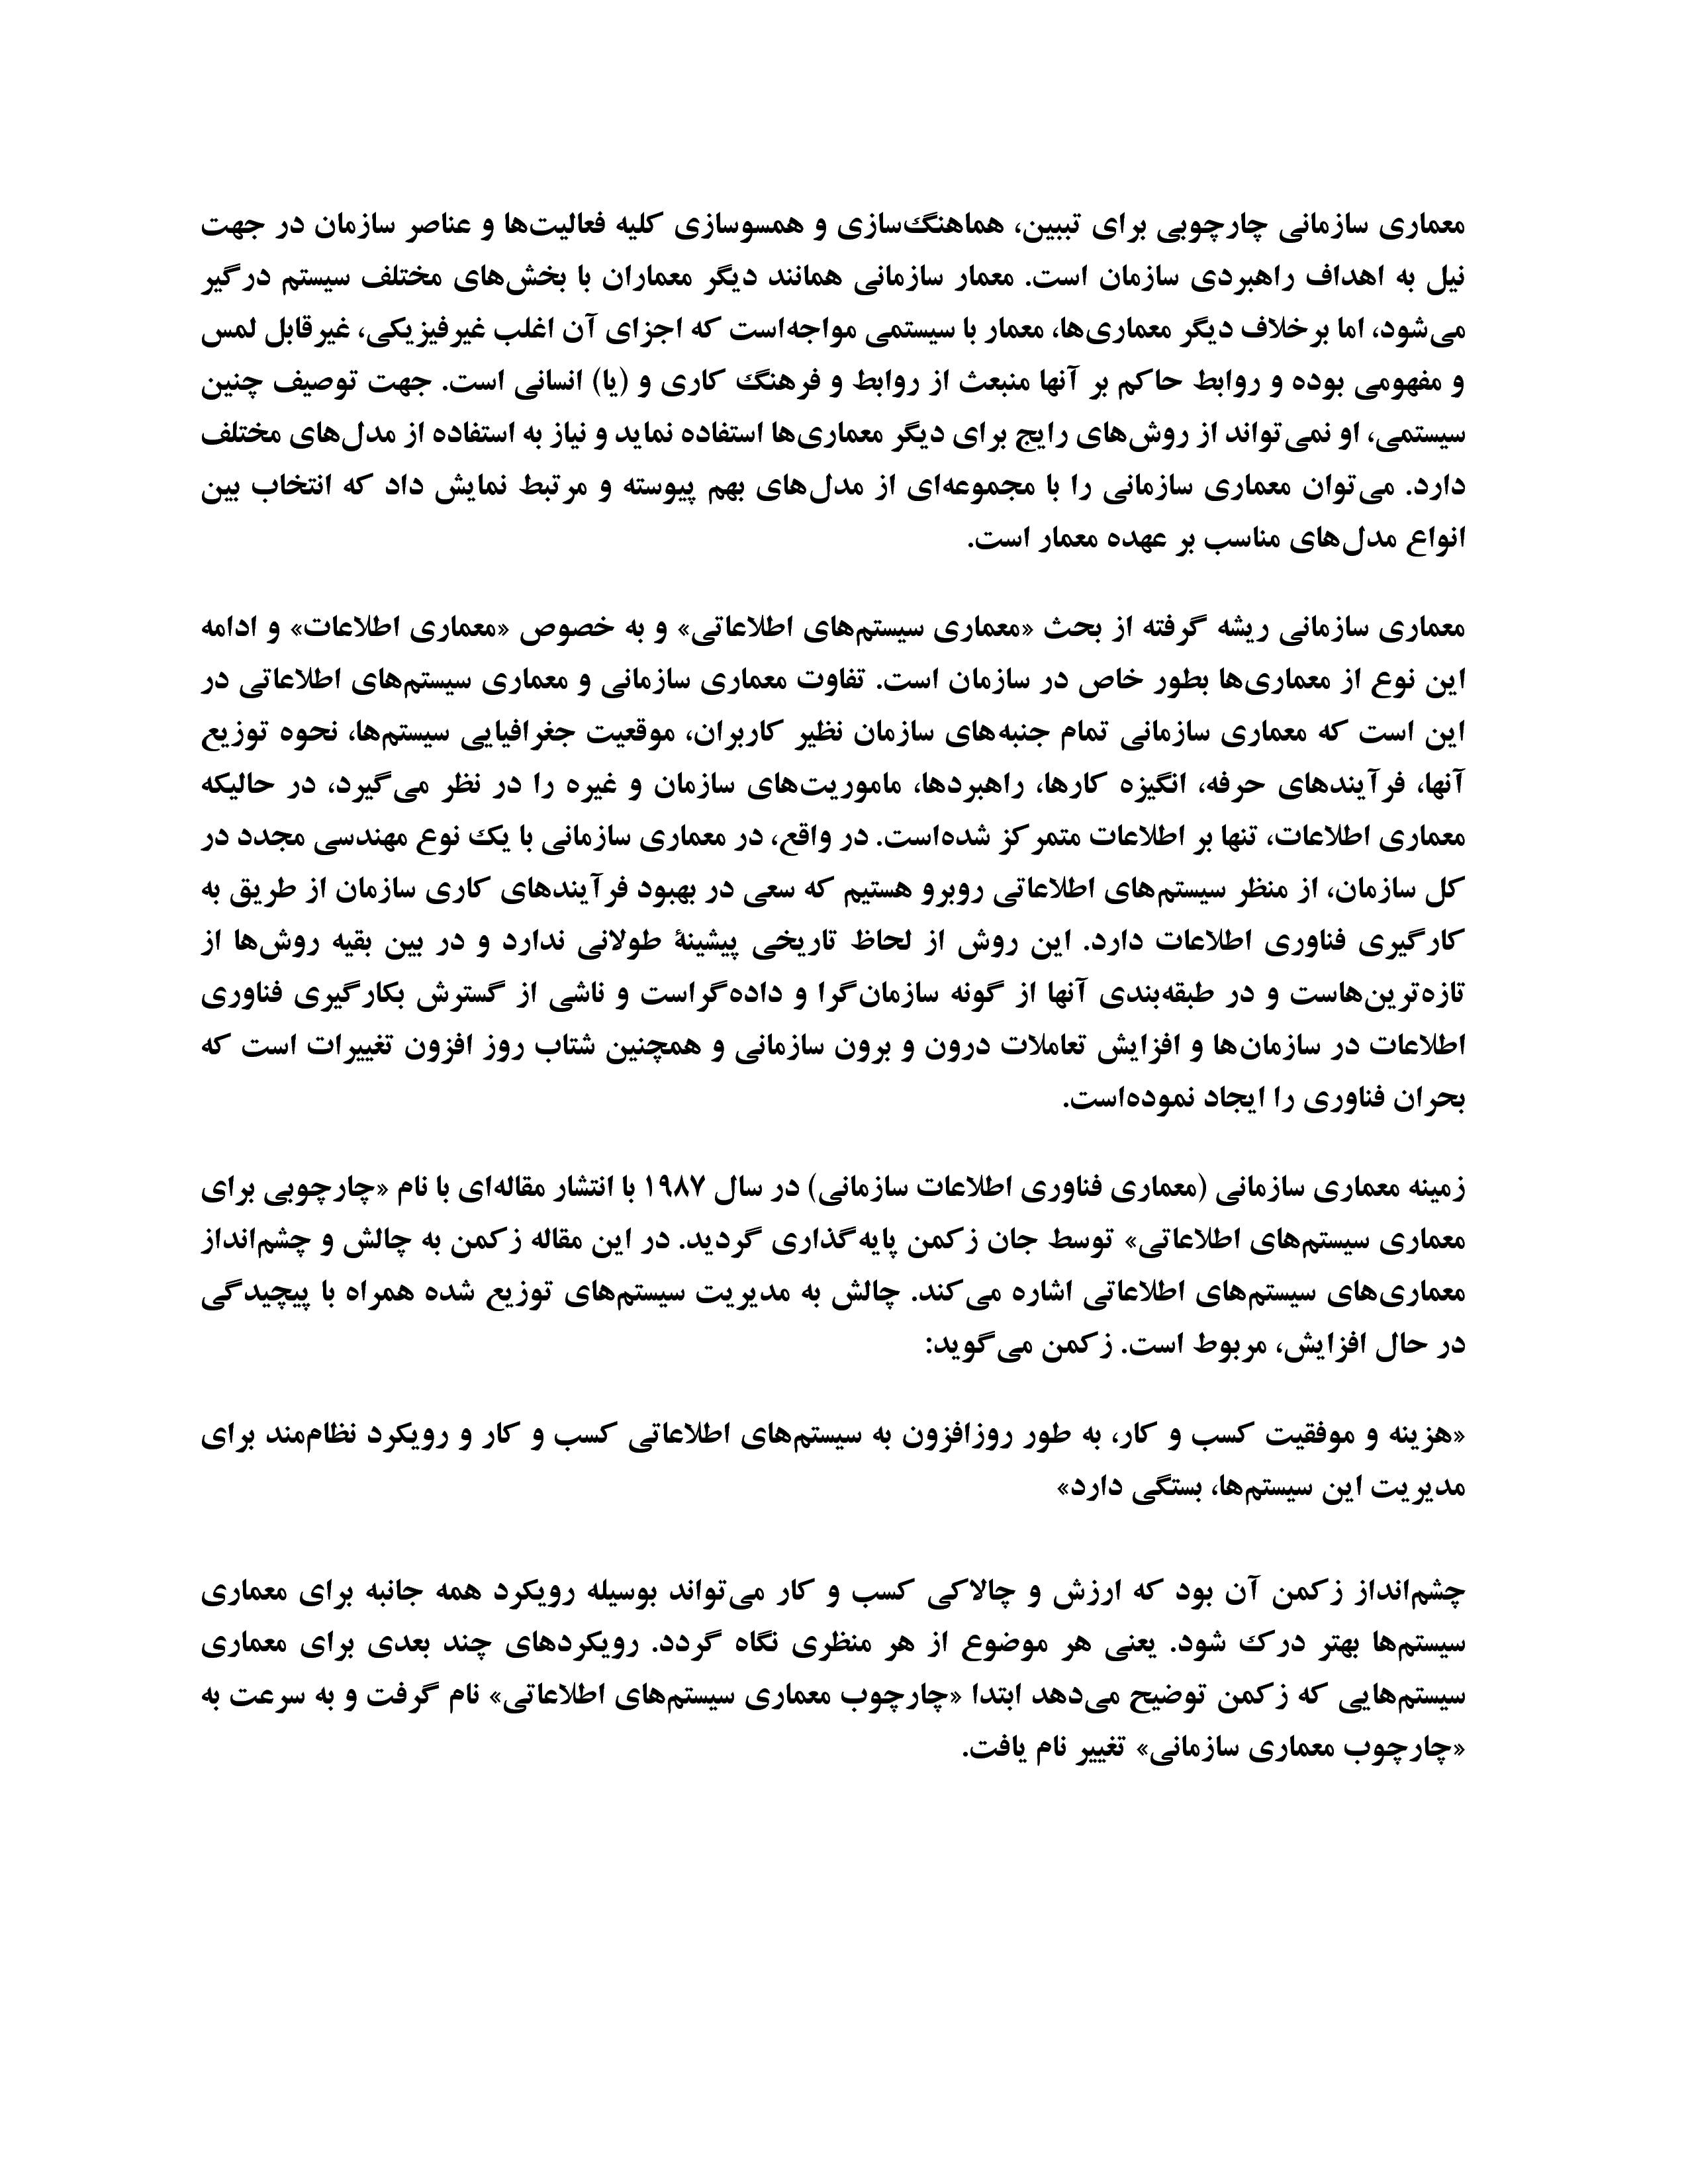 معماری سازمانی چارچوبی برای تبیین، هماهنگ‌سازی و همسوسازی کلیه فعالیت‌ها و عناصر سازمان در جهت
نیل به اهداف راهبردی سازمان است. معمار سازمانی همانند دیگر معماران با بخش‌های مختلف سیستم درگیر
می‌شود، اما برخلاف دیگر معماری‌ها، معمار با سیستمی مواجه‌است که اجزای آن اغلب غیرفیزیکی، غیرقابل لمس
و مفهومی بوده و روابط حاکم بر آنها منبعث از روابط و فرهنگ کاری و (یا) انسانی است. جهت توصیف چنین
سیستمی، او نمی‌تواند از روش‌های رایج برای دیگر معماری‌ها استفاده نماید و نیاز به استفاده از مدل‌های مختلف
دارد. می‌توان معماری سازمانی را با مجموعه‌ای از مدل‌های بهم پیوسته و مرتبط نمایش داد که انتخاب بین
انواع مدل‌های مناسب بر عهده معمار است.
معماری سازمانی ریشه گرفته از بحث «معماری سیستم‌های اطلاعاتی» و به خصوص «معماری اطلاعات» و ادامه
این نوع از معماری‌ها بطور خاص در سازمان است. تفاوت معماری سازمانی و معماری سیستم‌های اطلاعاتی در
این است که معماری سازمانی تمام جنبه‌های سازمان نظیر کاربران، موقعیت جغرافیایی سیستم‌ها، نحوه توزیع
آنها، فرآیندهای حرفه، انگیزه کارها، راهبردها، ماموریت‌های سازمان و غیره را در نظر می‌گیرد، در حالیکه
معماری اطلاعات، تنها بر اطلاعات متمرکز شده‌است. در واقع، در معماری سازمانی با یک نوع مهندسی مجدد در
کل سازمان، از منظر سیستم‌های اطلاعاتی روبرو هستیم که سعی در بهبود فرآیندهای کاری سازمان از طریق به
کارگیری فناوری اطلاعات دارد. این روش از لحاظ تاریخی پیشینهٔ طولانی ندارد و در بین بقیه روش‌ها از
تازه‌ترین‌هاست و در طبقه‌بندی آنها از گونه سازمان‌گرا و داده‌گراست و ناشی از گسترش بکارگیری فناوری
اطلاعات در سازمان‌ها و افزایش تعاملات درون و برون سازمانی و همچنین شتاب روز افزون تغییرات است که
بحران فناوری را ایجاد نموده‌است.
زمینه معماری سازمانی (معماری فناوری اطلاعات سازمانی) در سال ۱۹۸۷ با انتشار مقاله‌ای با نام «چارچوبی برای
معماری سیستم‌های اطلاعاتی» توسط جان زکمن پایه‌گذاری گردید. در این مقاله زکمن به چالش و چشم‌انداز
معماری‌های سیستم‌های اطلاعاتی اشاره می‌کند. چالش به مدیریت سیستم‌های توزیع شده همراه با پیچیدگی
در حال افزایش، مربوط است. زکمن می‌گوید:
«هزینه و موفقیت کسب و کار، به طور روزافزون به سیستم‌های اطلاعاتی کسب و کار و رویکرد نظام‌مند برای
مدیریت این سیستم‌ها، بستگی دارد»
چشم‌انداز زکمن آن بود که ارزش و چالاکی کسب و کار می‌تواند بوسیله رویکرد همه جانبه برای معماری
سیستم‌ها بهتر درک شود. یعنی هر موضوع از هر منظری نگاه گردد. رویکردهای چند بعدی برای معماری
سیستم‌هایی که زکمن توضیح می‌دهد ابتدا «چارچوب معماری سیستم‌های اطلاعاتی» نام گرفت و به سرعت به
«چارچوب معماری سازمانی» تغییر نام یافت.